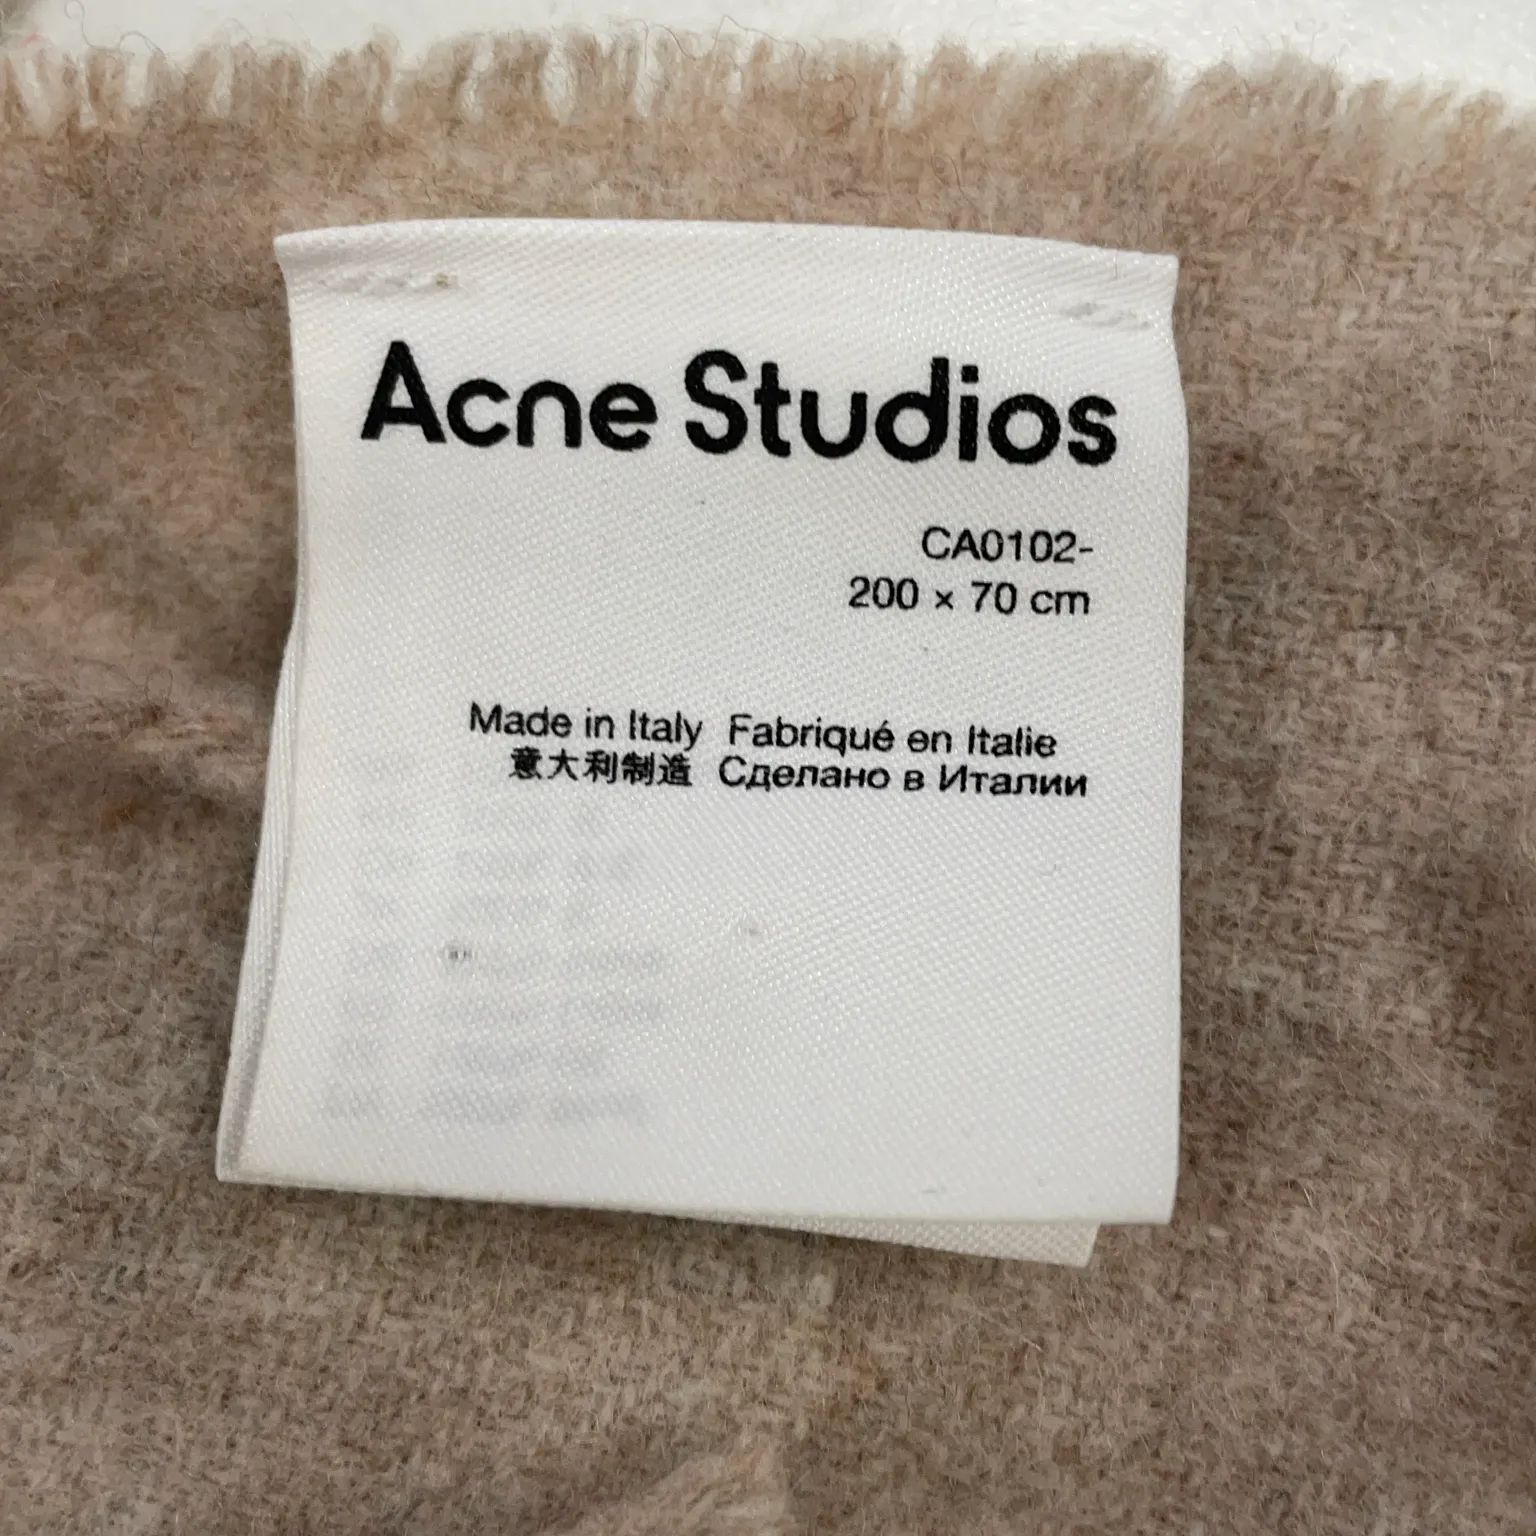 Acne Studios
CA0102-
200 × 70 cm
Made in Italy Fabriqué en Italie
意大利制造 Сделано в Италии